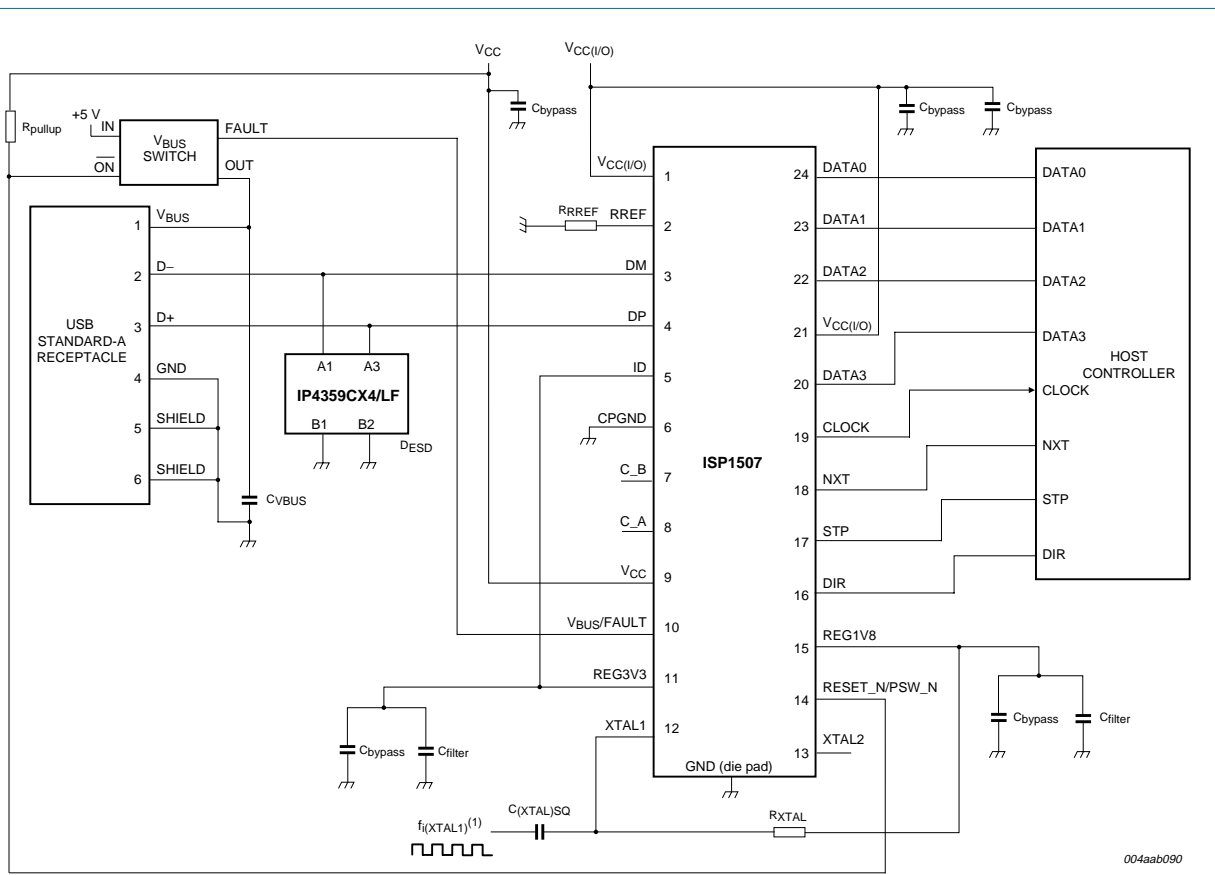 VCC
VCC(I/O)
Cbypass
Cbypass
Cbypass
Rpullup
+5 V
IN
ON
VBUS
SWITCH
FAULT
OUT
1
VBUS
2
D−
3
D+
4
GND
5
SHIELD
6
SHIELD
USB
STANDARD-A
RECEPTACLE
CVBUS
A1
A3
IP4359CX4/LF
B1
B2
DESD
VCC(I/O)
1
RRREF
RREF
2
DM
3
DP
4
ID
5
CPGND
6
C_B
7
C_A
8
VCC
9
VBUS/FAULT
10
REG3V3
11
XTAL1
12
ISP1507
GND (die pad)
24
DATA0
23
DATA1
22
DATA2
21
VCC(I/O)
20
DATA3
19
CLOCK
18
NXT
17
STP
16
DIR
15
REG1V8
14
RESET_N/PSW_N
13
XTAL2
DATA0
DATA1
DATA2
DATA3
HOST
CONTROLLER
CLOCK
NXT
STP
DIR
Cbypass
Cfilter
Cbypass
Cfilter
fi(XTAL1)(1)
C(XTAL)SQ
RXTAL
004aab090